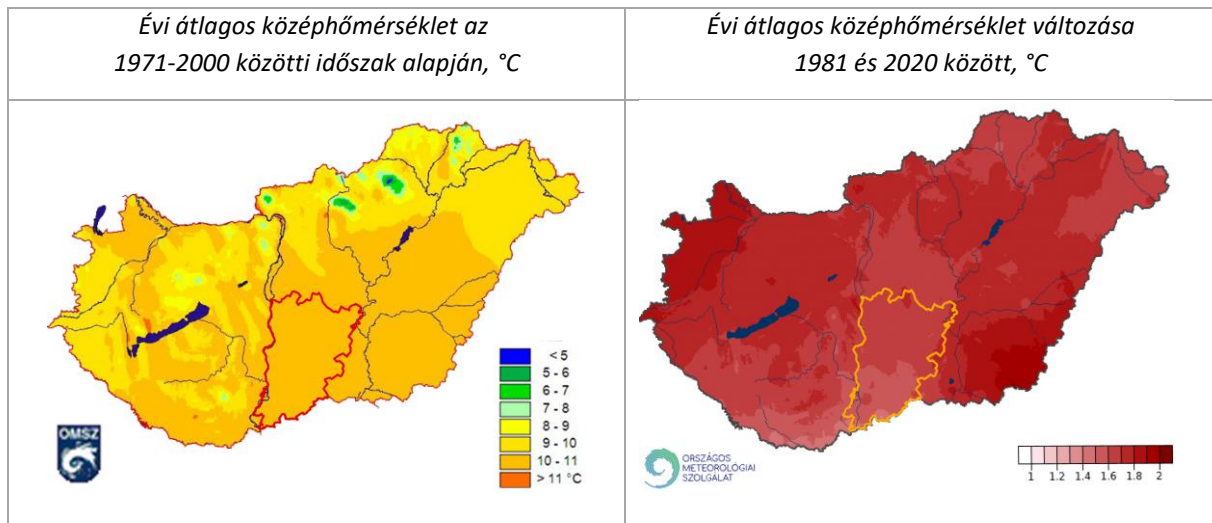 Évi átlagos középhőmérséklet az
1971-2000 közötti időszak alapján, °C
Évi átlagos középhőmérséklet változása
1981 és 2020 között, °C
< 5
5 - 6
6 - 7
7 - 8
8 - 9
9 - 10
10 - 11
> 11 °C
OMSZ
ORSZÁGOS
METEOROLÓGIAI
SZOLGÁLAT
1 1.2 1.4 1.6 1.8 2